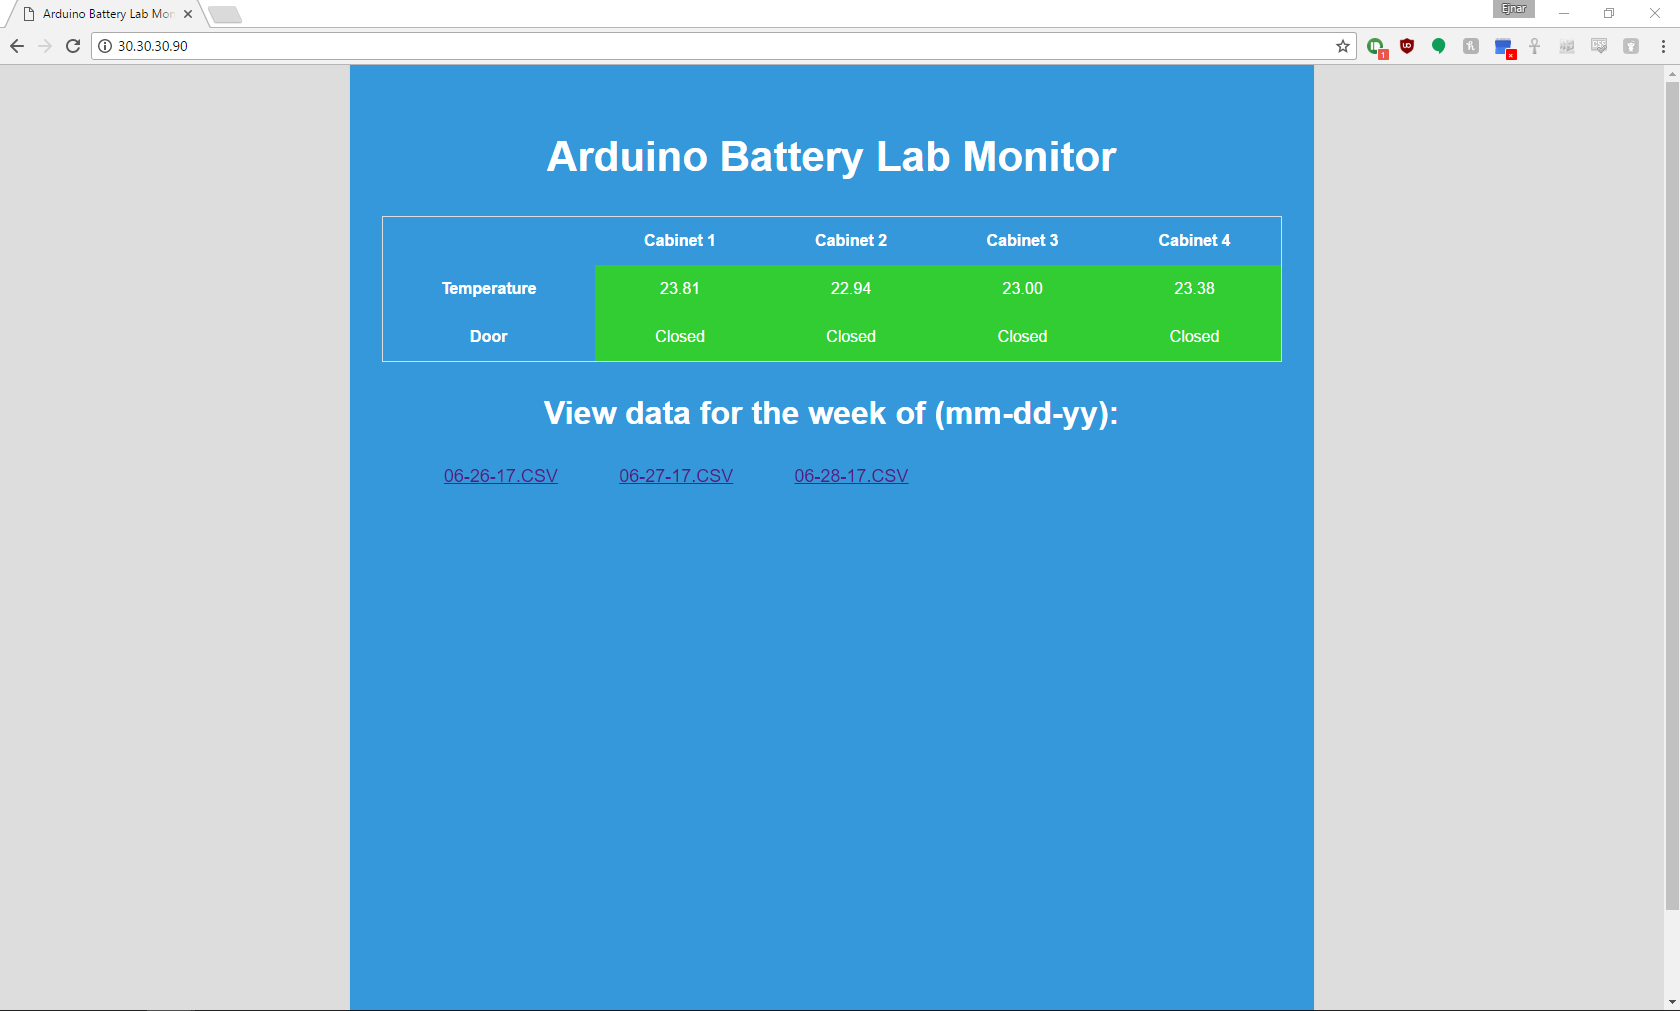 Arduino Battery Lab Mon
Ejnar
30.30.30.90
1
Arduino Battery Lab Monitor
Cabinet 1 Cabinet 2 Cabinet 3 Cabinet 4
Temperature 23.81 22.94 23.00 23.38
Door Closed Closed Closed Closed
View data for the week of (mm-dd-yy):
06-26-17.CSV 06-27-17.CSV 06-28-17.CSV